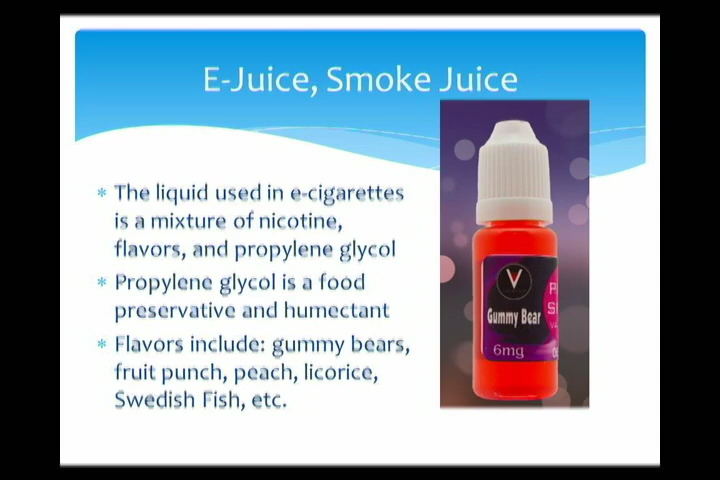 E-Juice, Smoke Juice
* The liquid used in e-cigarettes
is a mixture of nicotine,
flavors, and propylene glycol
* Propylene glycol is a food
preservative and humectant
* Flavors include: gummy bears,
fruit punch, peach, licorice,
Swedish Fish, etc.
V
Gummy Bear
6mg